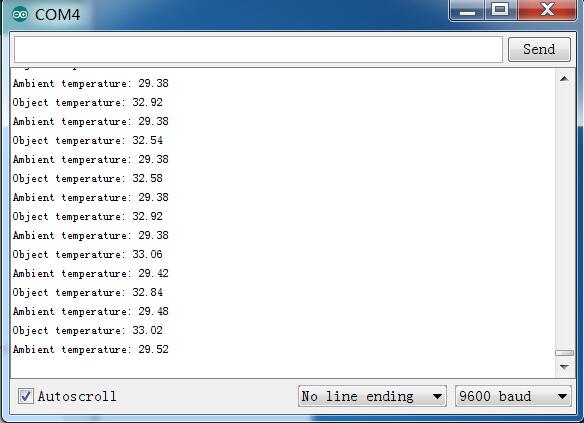 COM4
Send
Ambient temperature: 29.38
Object temperature: 32.92
Ambient temperature: 29.38
Object temperature: 32.54
Ambient temperature: 29.38
Object temperature: 32.58
Ambient temperature: 29.38
Object temperature: 32.92
Ambient temperature: 29.38
Object temperature: 33.06
Ambient temperature: 29.42
Object temperature: 32.84
Ambient temperature: 29.48
Object temperature: 33.02
Ambient temperature: 29.52
Autoscroll No line ending 9600 baud